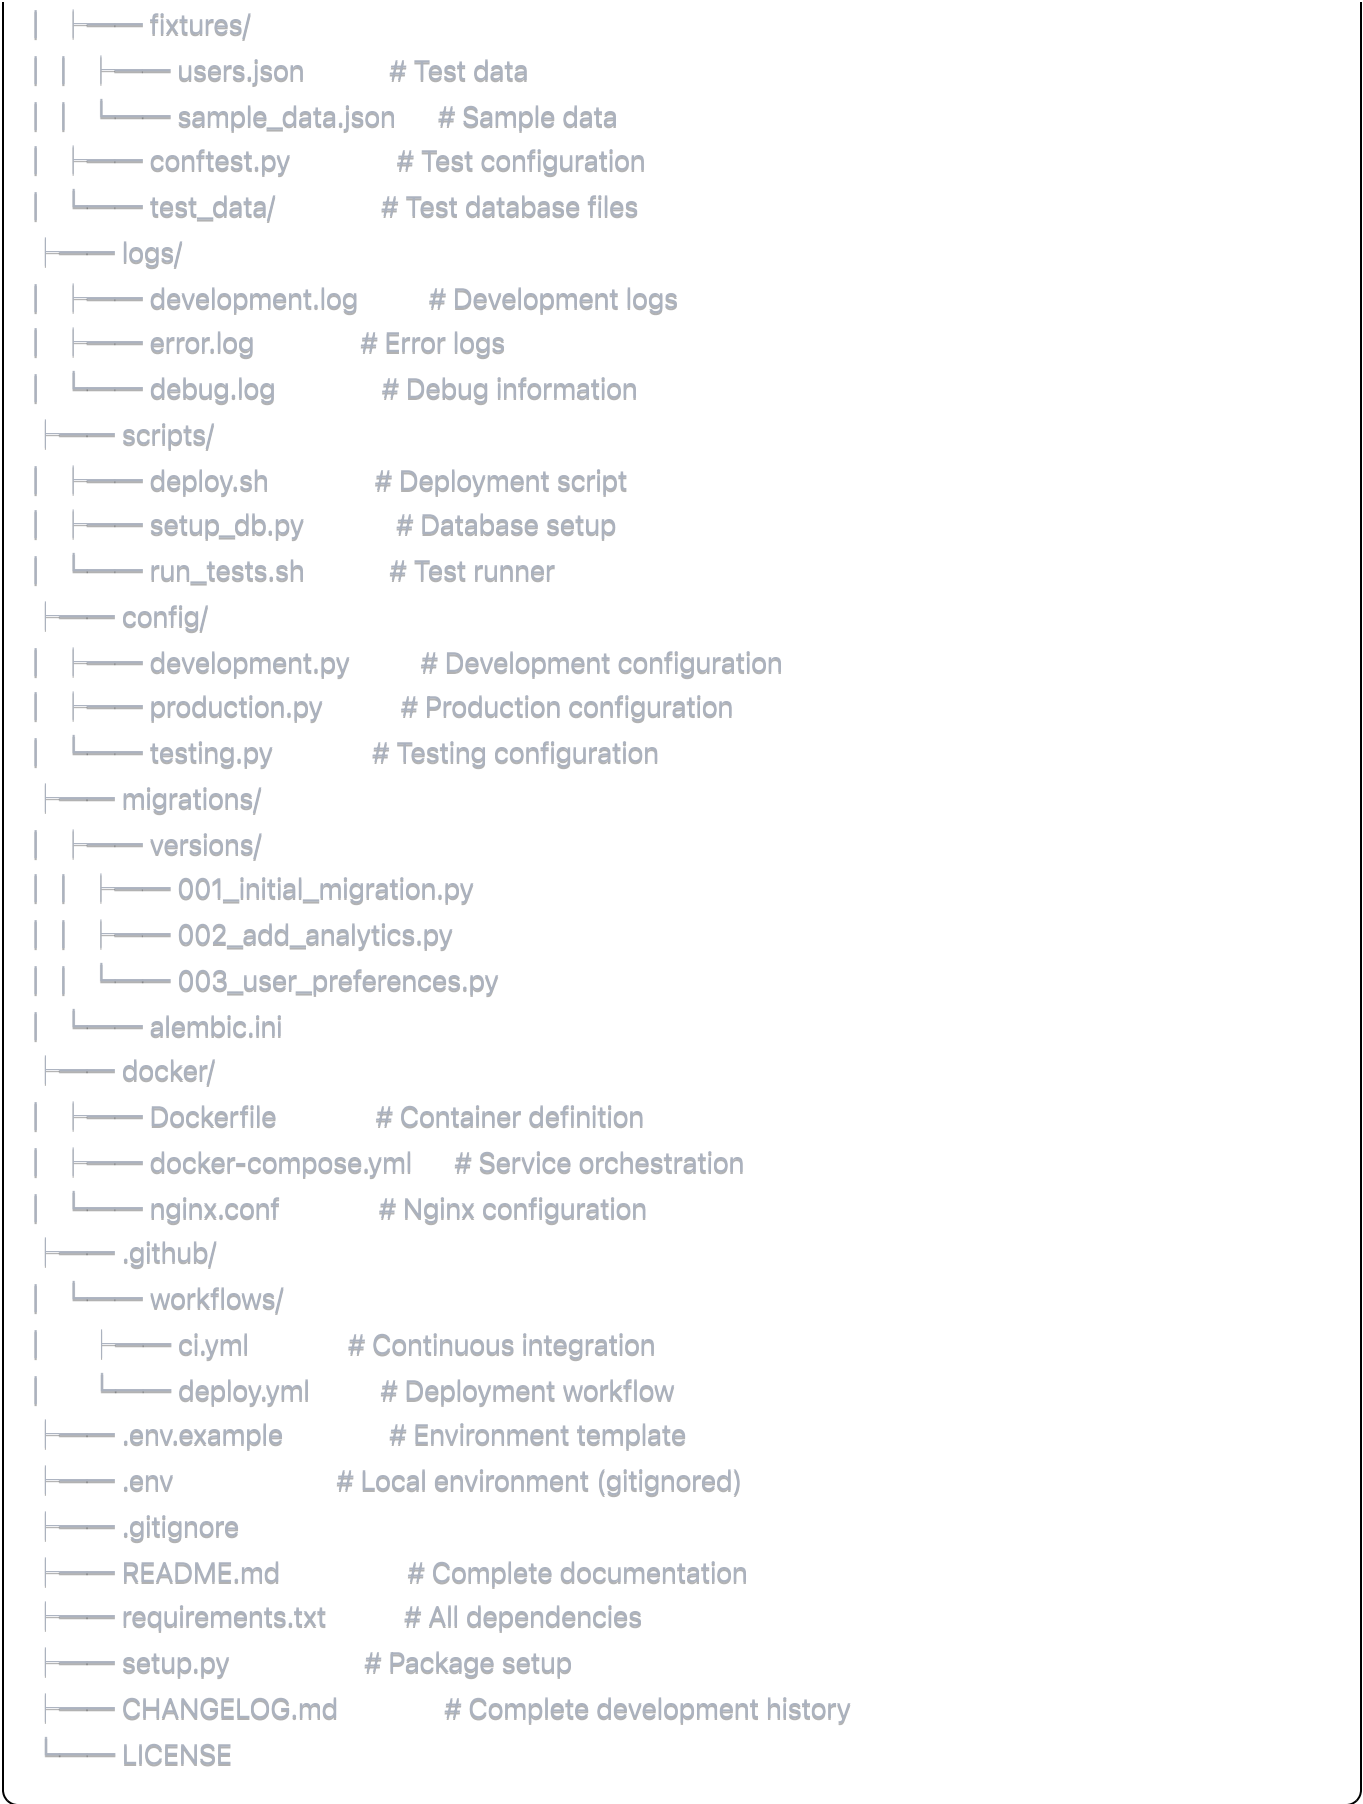 │   ├── fixtures/
│   │   ├── users.json            # Test data
│   │   └── sample_data.json      # Sample data
│   ├── conftest.py               # Test configuration
│   └── test_data/               # Test database files
├── logs/
│   ├── development.log          # Development logs
│   ├── error.log               # Error logs
│   └── debug.log               # Debug information
├── scripts/
│   ├── deploy.sh               # Deployment script
│   ├── setup_db.py             # Database setup
│   └── run_tests.sh            # Test runner
├── config/
│   ├── development.py          # Development configuration
│   ├── production.py           # Production configuration
│   └── testing.py              # Testing configuration
├── migrations/
│   ├── versions/
│   │   ├── 001_initial_migration.py
│   │   ├── 002_add_analytics.py
│   │   └── 003_user_preferences.py
│   └── alembic.ini
├── docker/
│   ├── Dockerfile              # Container definition
│   ├── docker-compose.yml      # Service orchestration
│   └── nginx.conf              # Nginx configuration
├── .github/
│   └── workflows/
│       ├── ci.yml              # Continuous integration
│       └── deploy.yml          # Deployment workflow
├── .env.example               # Environment template
├── .env                       # Local environment (gitignored)
├── .gitignore
├── README.md                  # Complete documentation
├── requirements.txt           # All dependencies
├── setup.py                   # Package setup
├── CHANGELOG.md               # Complete development history
└── LICENSE